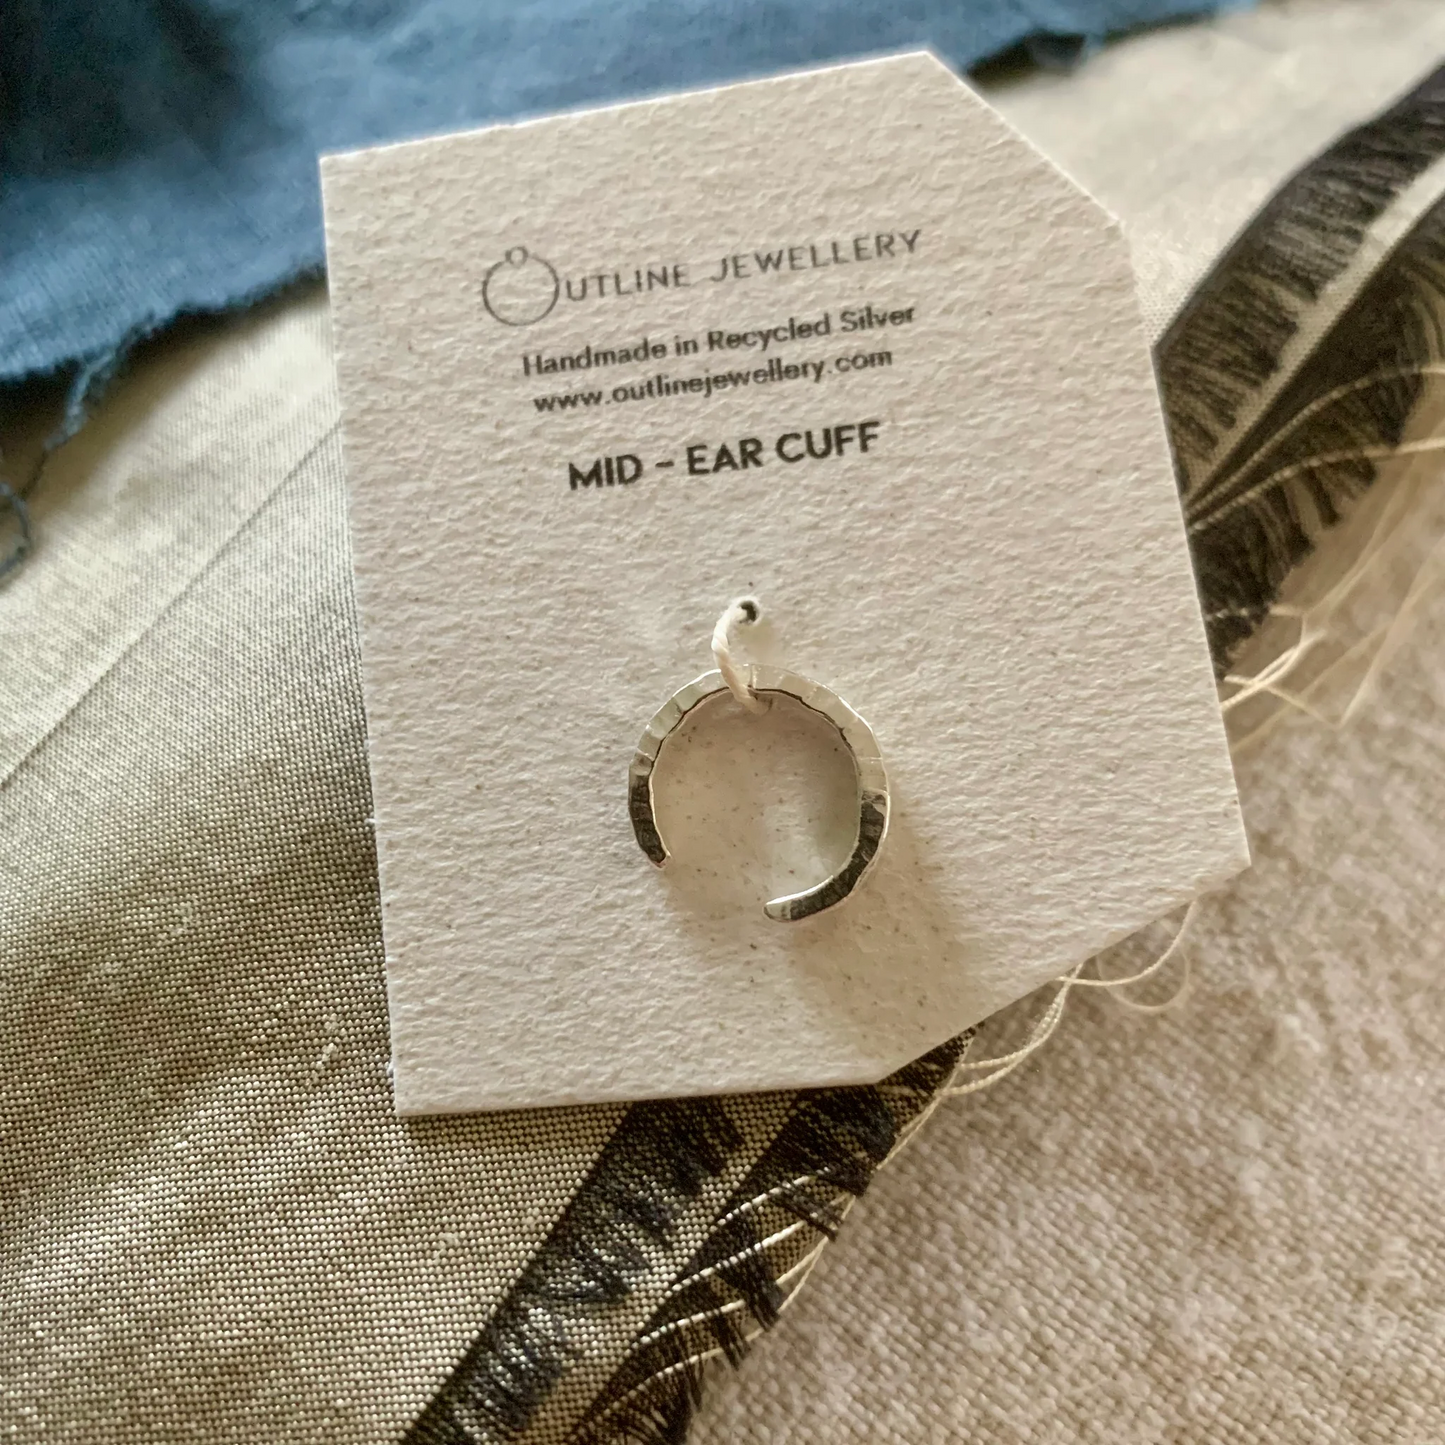 OUTLINE JEWELLERY
Handmade in Recycled Silver
www.outlinejewellery.com
MID - EAR CUFF